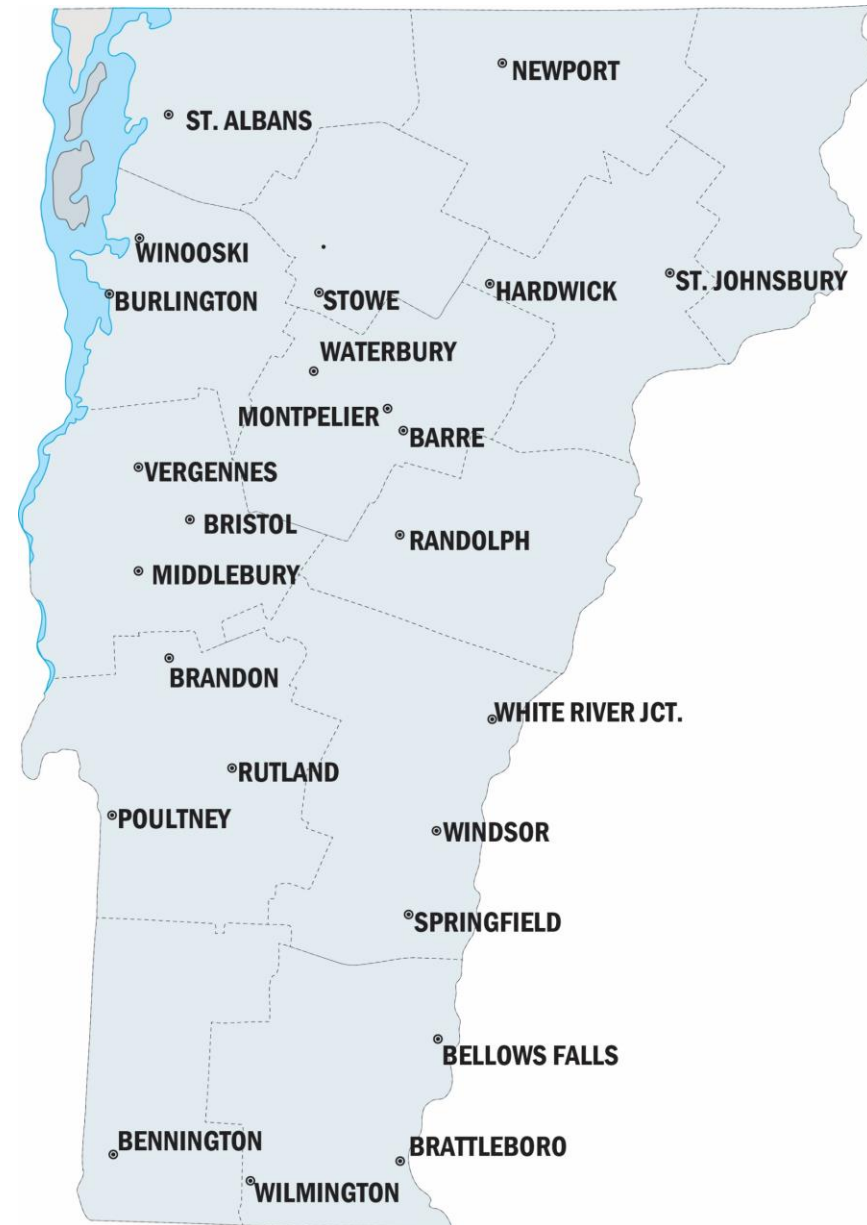 NEWPORT
ST. ALBANS
WINOOSKI
BURLINGTON
STOWE
HARDWICK
ST. JOHNSBURY
WATERBURY
MONTPELIER
BARRE
VERGENNES
BRISTOL
RANDOLPH
MIDDLEBURY
BRANDON
WHITE RIVER JCT.
RUTLAND
POULTNEY
WINDSOR
SPRINGFIELD
BELLOWS FALLS
BENNINGTON
BRATTLEBORO
WILMINGTON